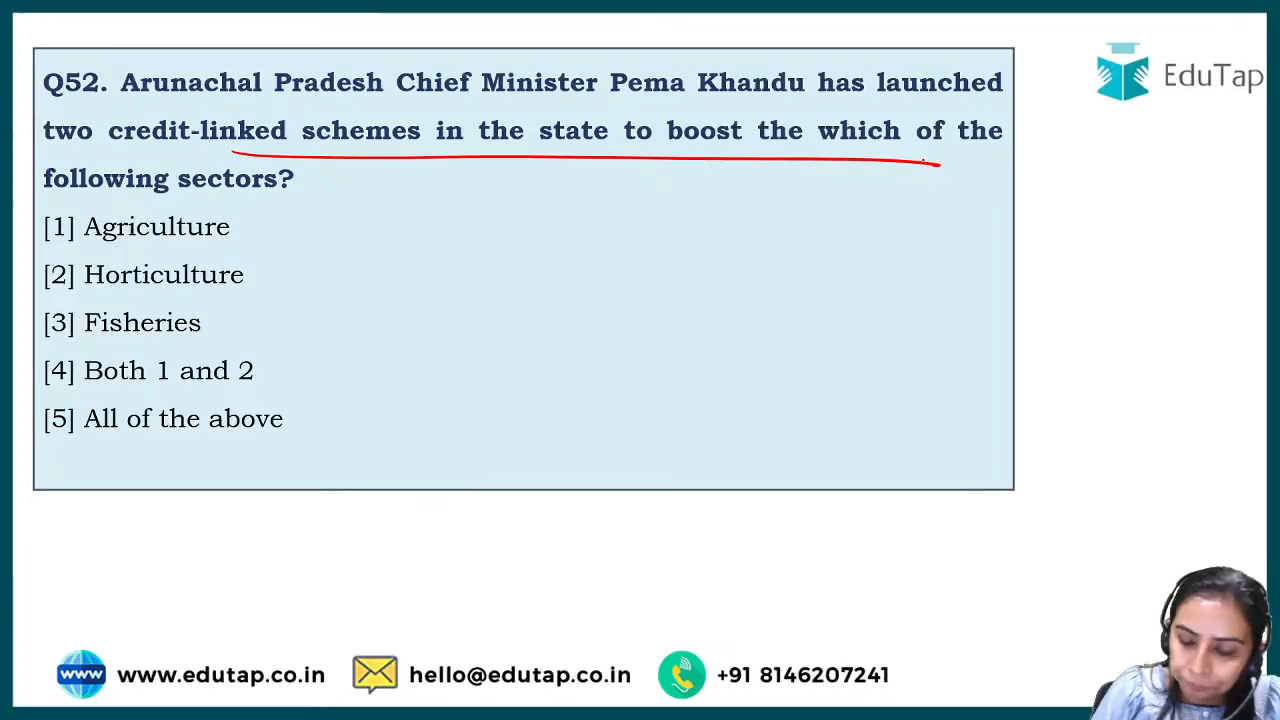 Q52. Arunachal Pradesh Chief Minister Pema Khandu has launched
two credit-linked schemes in the state to boost the which of the
following sectors?
[1] Agriculture
[2] Horticulture
[3] Fisheries
[4] Both 1 and 2
[5] All of the above
EduTap
www www.edutap.co.in hello@edutap.co.in +91 8146207241